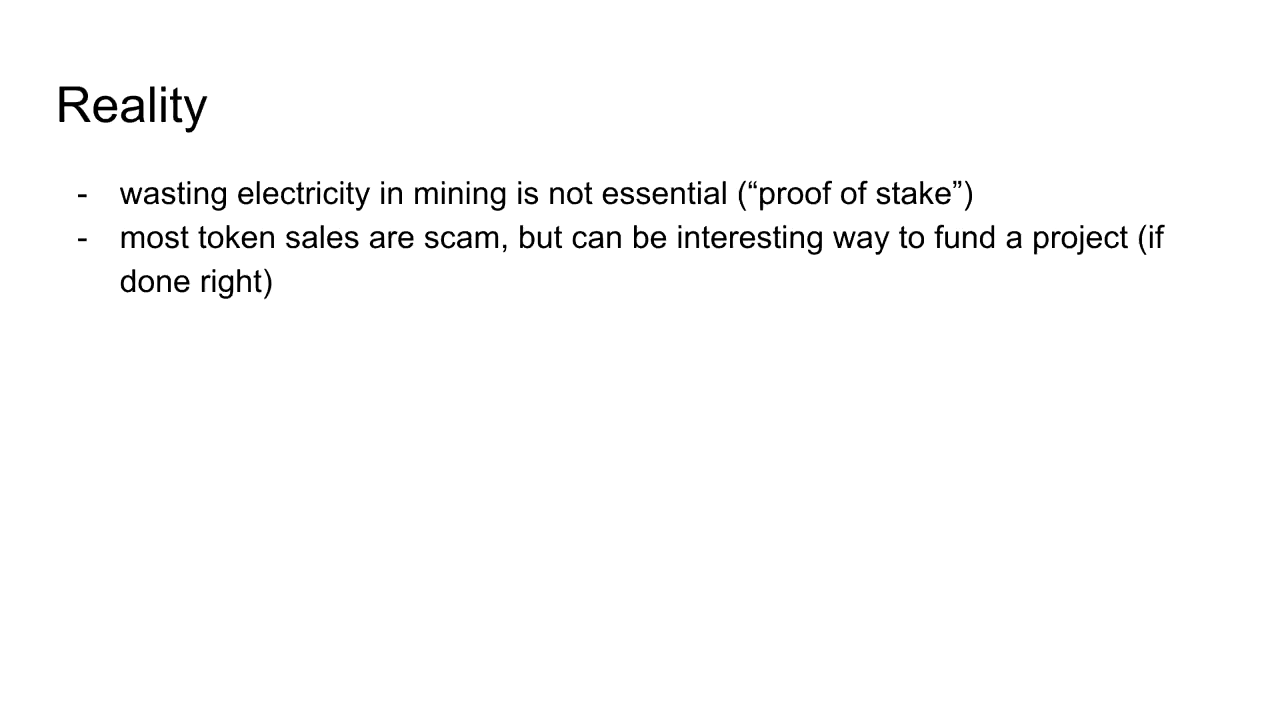 Reality
- wasting electricity in mining is not essential (“proof of stake”)
- most token sales are scam, but can be interesting way to fund a project (if
done right)